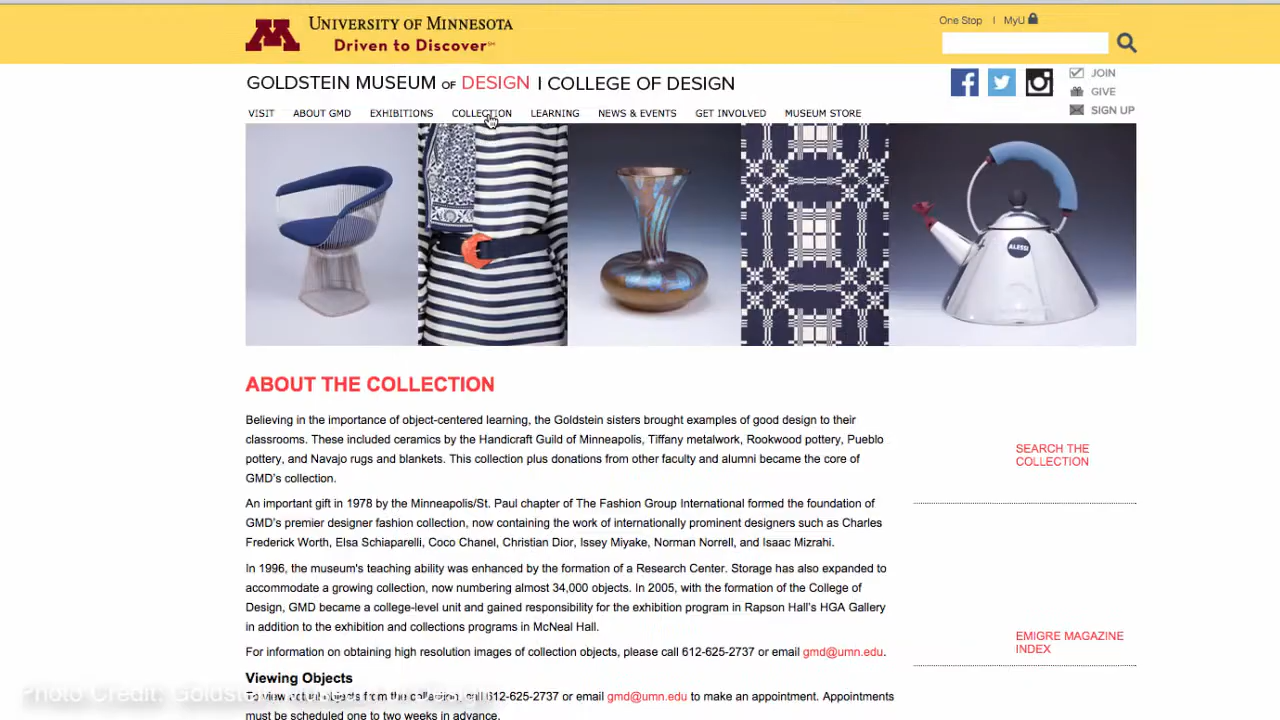 UNIVERSITY OF MINNESOTA
Driven to Discover℠
One Stop | MyU
GOLDSTEIN MUSEUM OF DESIGN | COLLEGE OF DESIGN
JOIN
GIVE
SIGN UP
VISIT ABOUT GMD EXHIBITIONS COLLECTION LEARNING NEWS & EVENTS GET INVOLVED MUSEUM STORE
ALESSI
ABOUT THE COLLECTION
Believing in the importance of object-centered learning, the Goldstein sisters brought examples of good design to their
classrooms. These included ceramics by the Handicraft Guild of Minneapolis, Tiffany metalwork, Rookwood pottery, Pueblo
pottery, and Navajo rugs and blankets. This collection plus donations from other faculty and alumni became the core of
GMD's collection.
An important gift in 1978 by the Minneapolis/St. Paul chapter of The Fashion Group International formed the foundation of
GMD's premier designer fashion collection, now containing the work of internationally prominent designers such as Charles
Frederick Worth, Elsa Schiaparelli, Coco Chanel, Christian Dior, Issey Miyake, Norman Norrell, and Isaac Mizrahi.
In 1996, the museum's teaching ability was enhanced by the formation of a Research Center. Storage has also expanded to
accommodate a growing collection, now numbering almost 34,000 objects. In 2005, with the formation of the College of
Design, GMD became a college-level unit and gained responsibility for the exhibition program in Rapson Hall's HGA Gallery
in addition to the exhibition and collections programs in McNeal Hall.
For information on obtaining high resolution images of collection objects, please call 612-625-2737 or email gmd@umn.edu.
Viewing Objects
To view objects from the collection, call 612-625-2737 or email gmd@umn.edu to make an appointment. Appointments
must be scheduled one to two weeks in advance.
SEARCH THE
COLLECTION
EMIGRE MAGAZINE
INDEX
Photo Credit: Goldstein